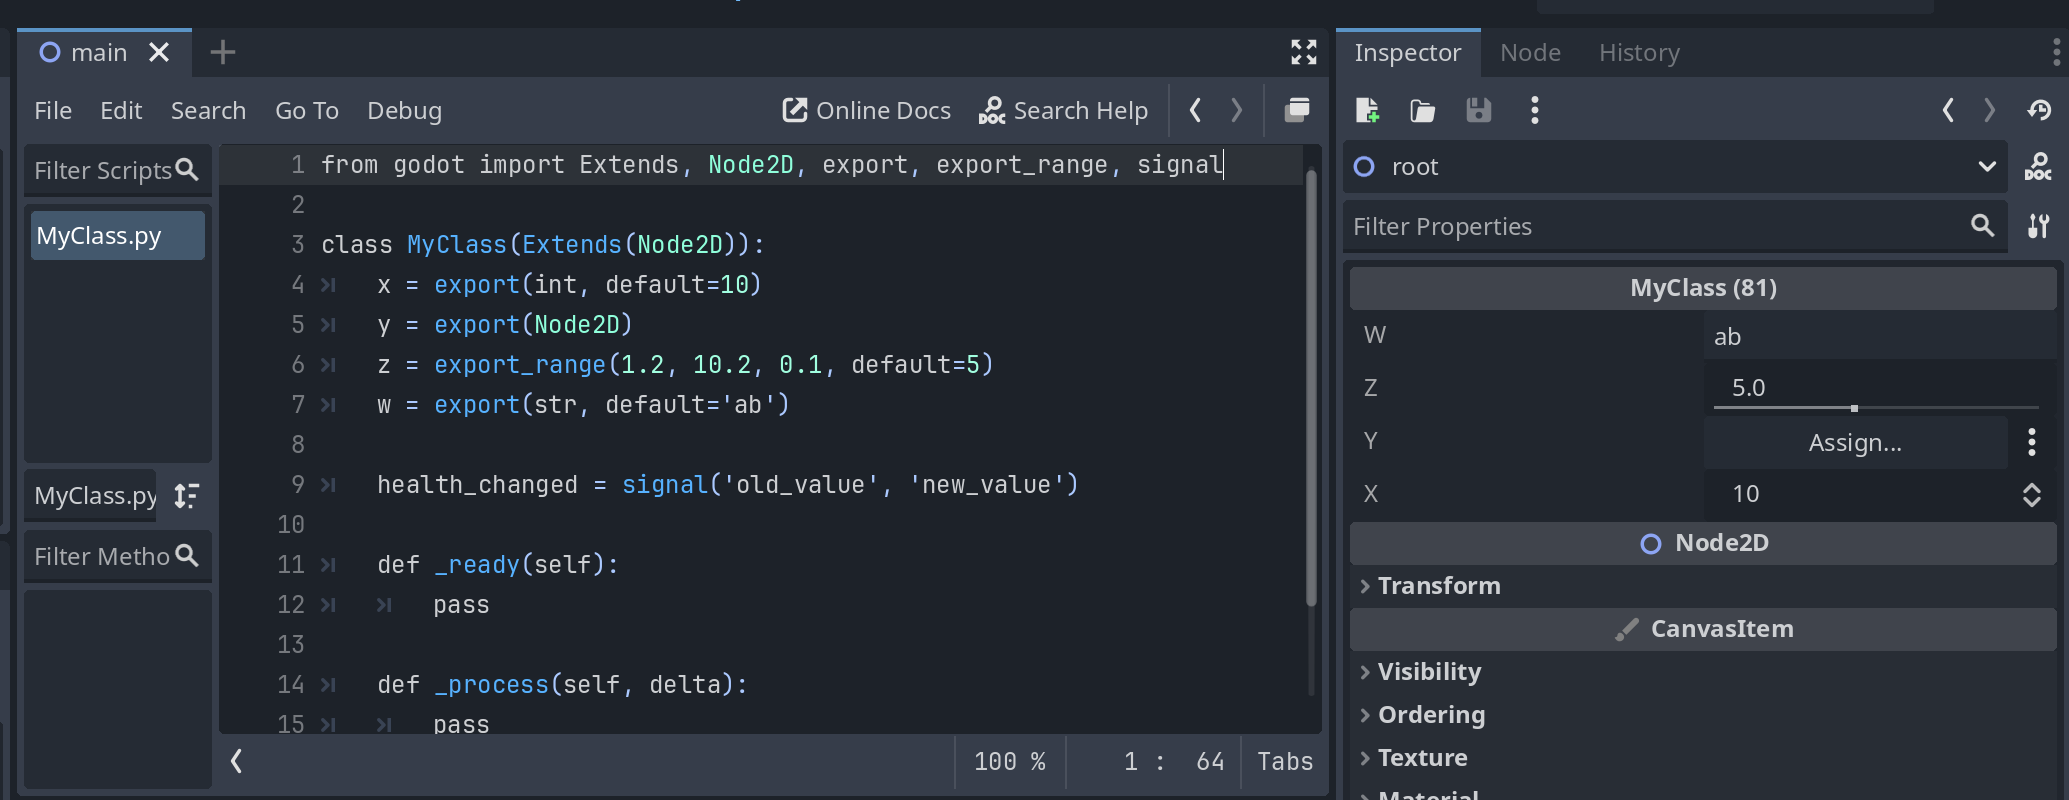 main
File Edit Search Go To Debug Online Docs Search Help
Filter Scripts
MyClass.py
MyClass.py
Filter Metho
1 from godot import Extends, Node2D, export, export_range, signal
2
3 class MyClass(Extends(Node2D)):
4 x = export(int, default=10)
5 y = export(Node2D)
6 z = export_range(1.2, 10.2, 0.1, default=5)
7 w = export(str, default='ab')
8
9 health_changed = signal('old_value', 'new_value')
10
11 def _ready(self):
12 pass
13
14 def _process(self, delta):
15 pass
100 % 1 : 64 Tabs
Inspector Node History
root
Filter Properties
MyClass (81)
W ab
Z 5.0
Y Assign...
X 10
Node2D
Transform
CanvasItem
Visibility
Ordering
Texture
Material